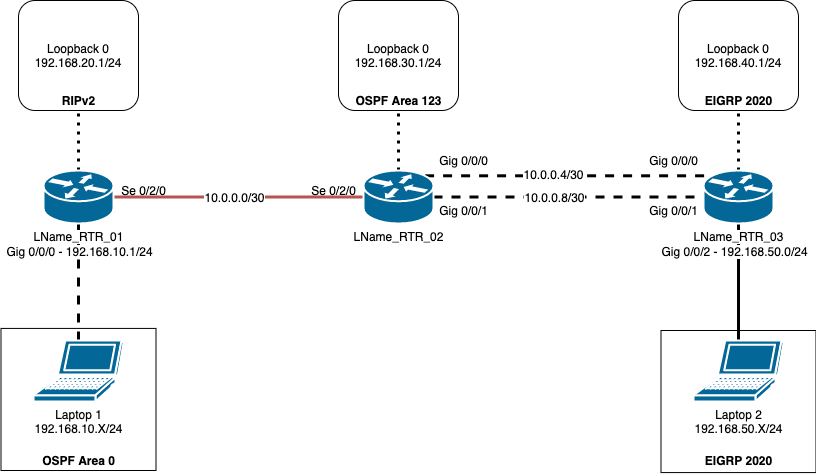 Loopback 0
192.168.20.1/24
RIPv2
Loopback 0
192.168.30.1/24
OSPF Area 123
Loopback 0
192.168.40.1/24
EIGRP 2020
Gig 0/0/0
10.0.0.4/30
Gig 0/0/0
Se 0/2/0
10.0.0.0/30
Se 0/2/0
10.0.0.8/30
Gig 0/0/1
Gig 0/0/1
LName_RTR_01
Gig 0/0/0 - 192.168.10.1/24
LName_RTR_02
LName_RTR_03
Gig 0/0/2 - 192.168.50.0/24
Laptop 1
192.168.10.X/24
OSPF Area 0
Laptop 2
192.168.50.X/24
EIGRP 2020